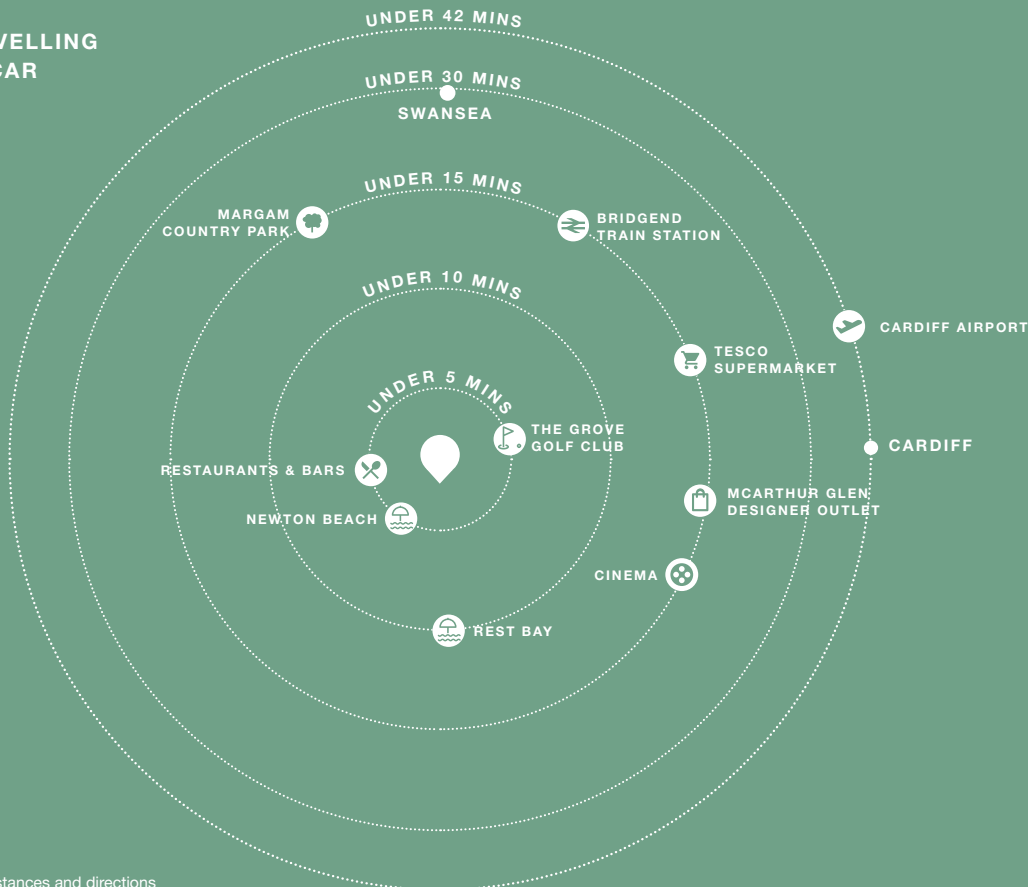 UNDER 42 MINS
VELLING
CAR
UNDER 30 MINS
SWANSEA
UNDER 15 MINS
MARGAM
COUNTRY PARK
BRIDGEND
TRAIN STATION
UNDER 10 MINS
CARDIFF AIRPORT
TESCO
SUPERMARKET
UNDER 5 MINS
THE GROVE
GOLF CLUB
CARDIFF
RESTAURANTS & BARS
MCARTHUR GLEN
DESIGNER OUTLET
NEWTON BEACH
CINEMA
REST BAY
stances and directions